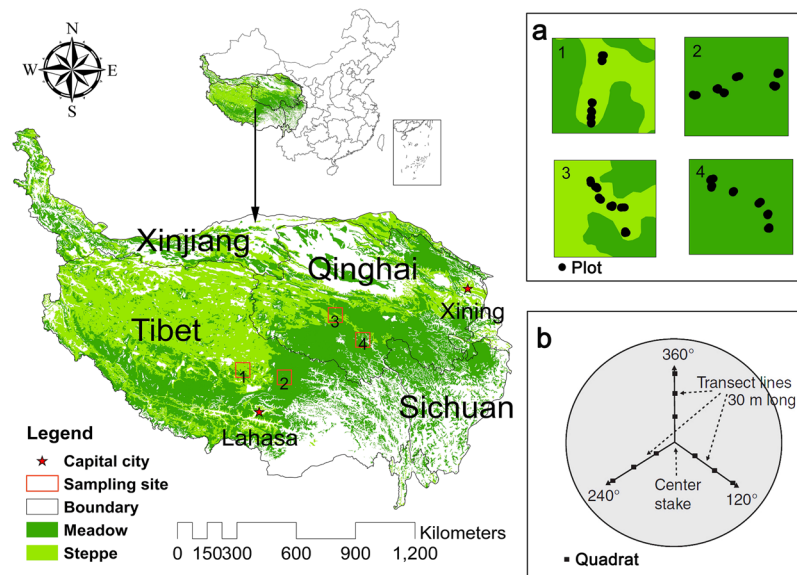 N
W E
S
Xinjiang
Qinghai
Xining
Tibet
3
4
1
2
Sichuan
Lahasa
Legend
Capital city
Sampling site
Boundary
Meadow
Steppe
Kilometers
0 150 300 600 900 1,200
a
1
2
3
4
Plot
b
360°
Transect lines
30 m long
Center
stake
240°
120°
Quadrat